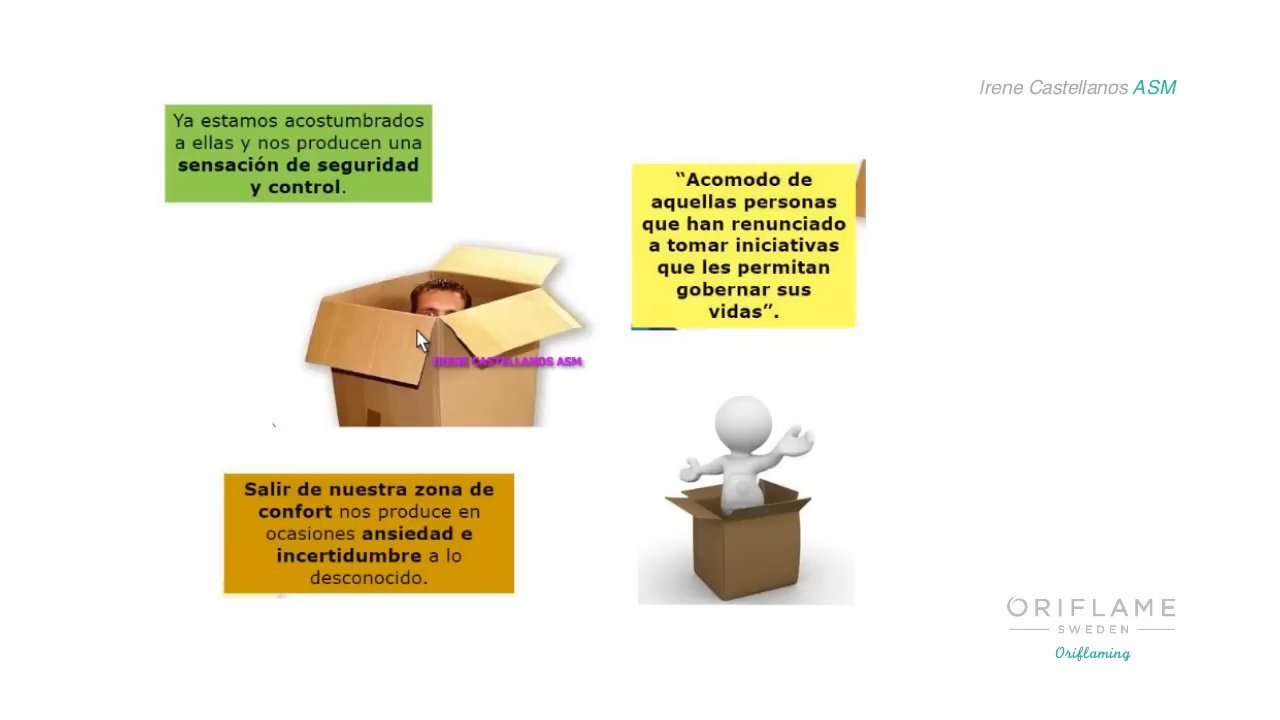 Irene Castellanos ASM
Ya estamos acostumbrados
a ellas y nos producen una
sensación de seguridad
y control.
“Acomodo de
aquellas personas
que han renunciado
a tomar iniciativas
que les permitan
gobernar sus
vidas”.
IRENE CASTELLANOS ASM
Salir de nuestra zona de
confort nos produce en
ocasiones ansiedad e
incertidumbre a lo
desconocido.
ORIFLAME
SWEDEN
Oriflaming